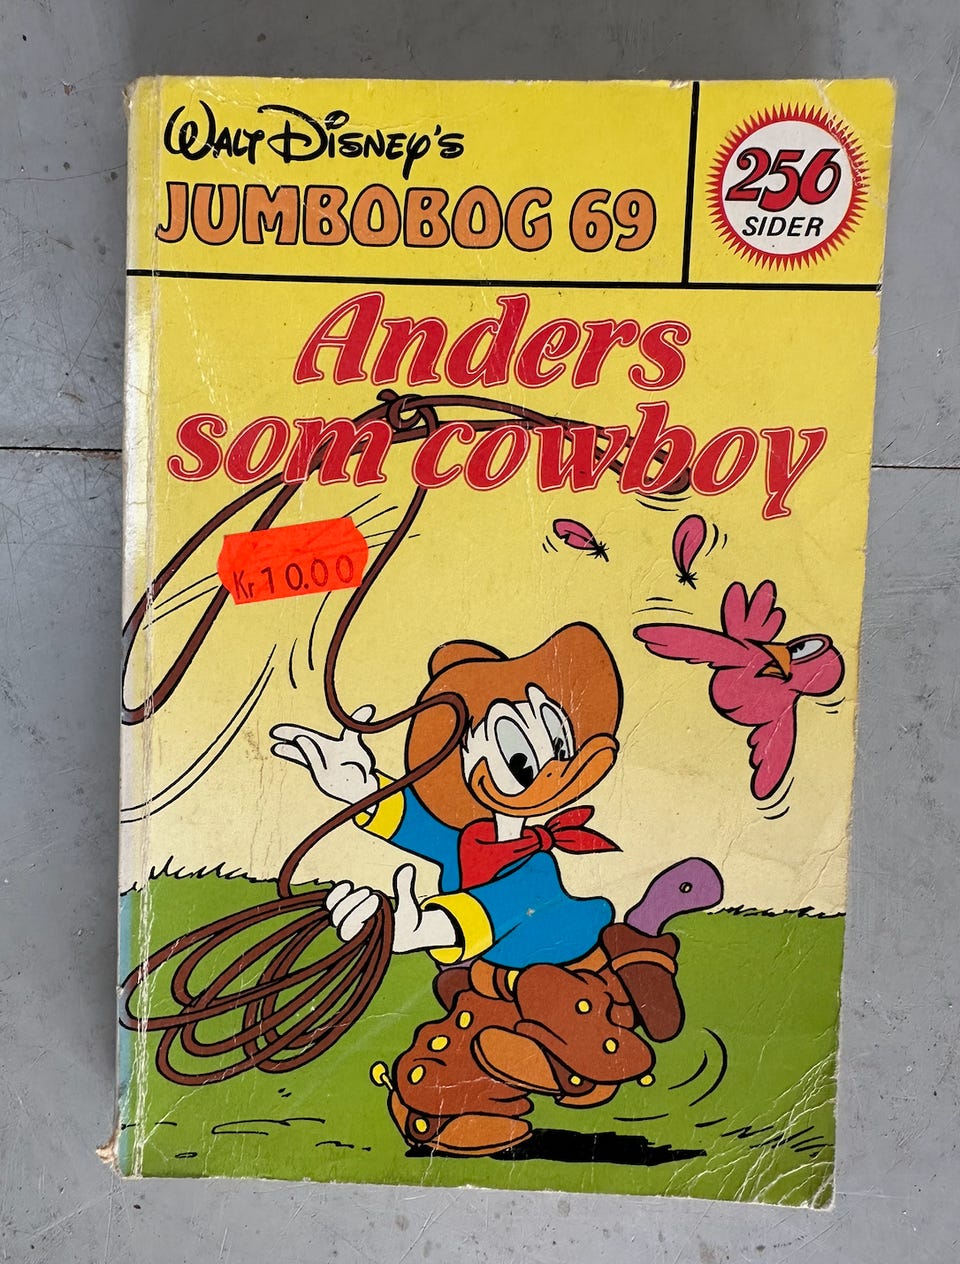 WALT DISNEY'S
JUMBOBOG 69
256
SIDER
Anders
som cowboy
Kr 10.00